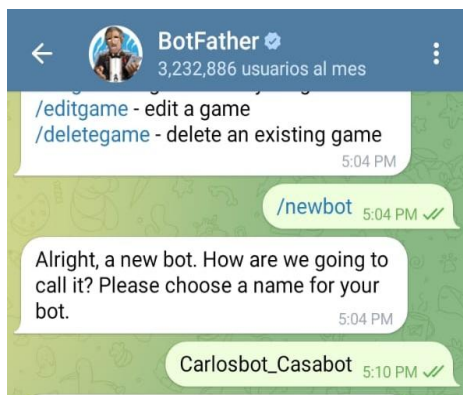 BotFather
3,232,886 usuarios al mes
/editgame - edit a game
/deletegame - delete an existing game
5:04 PM
/newbot 5:04 PM
Alright, a new bot. How are we going to
call it? Please choose a name for your
bot.
5:04 PM
Carlosbot_Casabot 5:10 PM